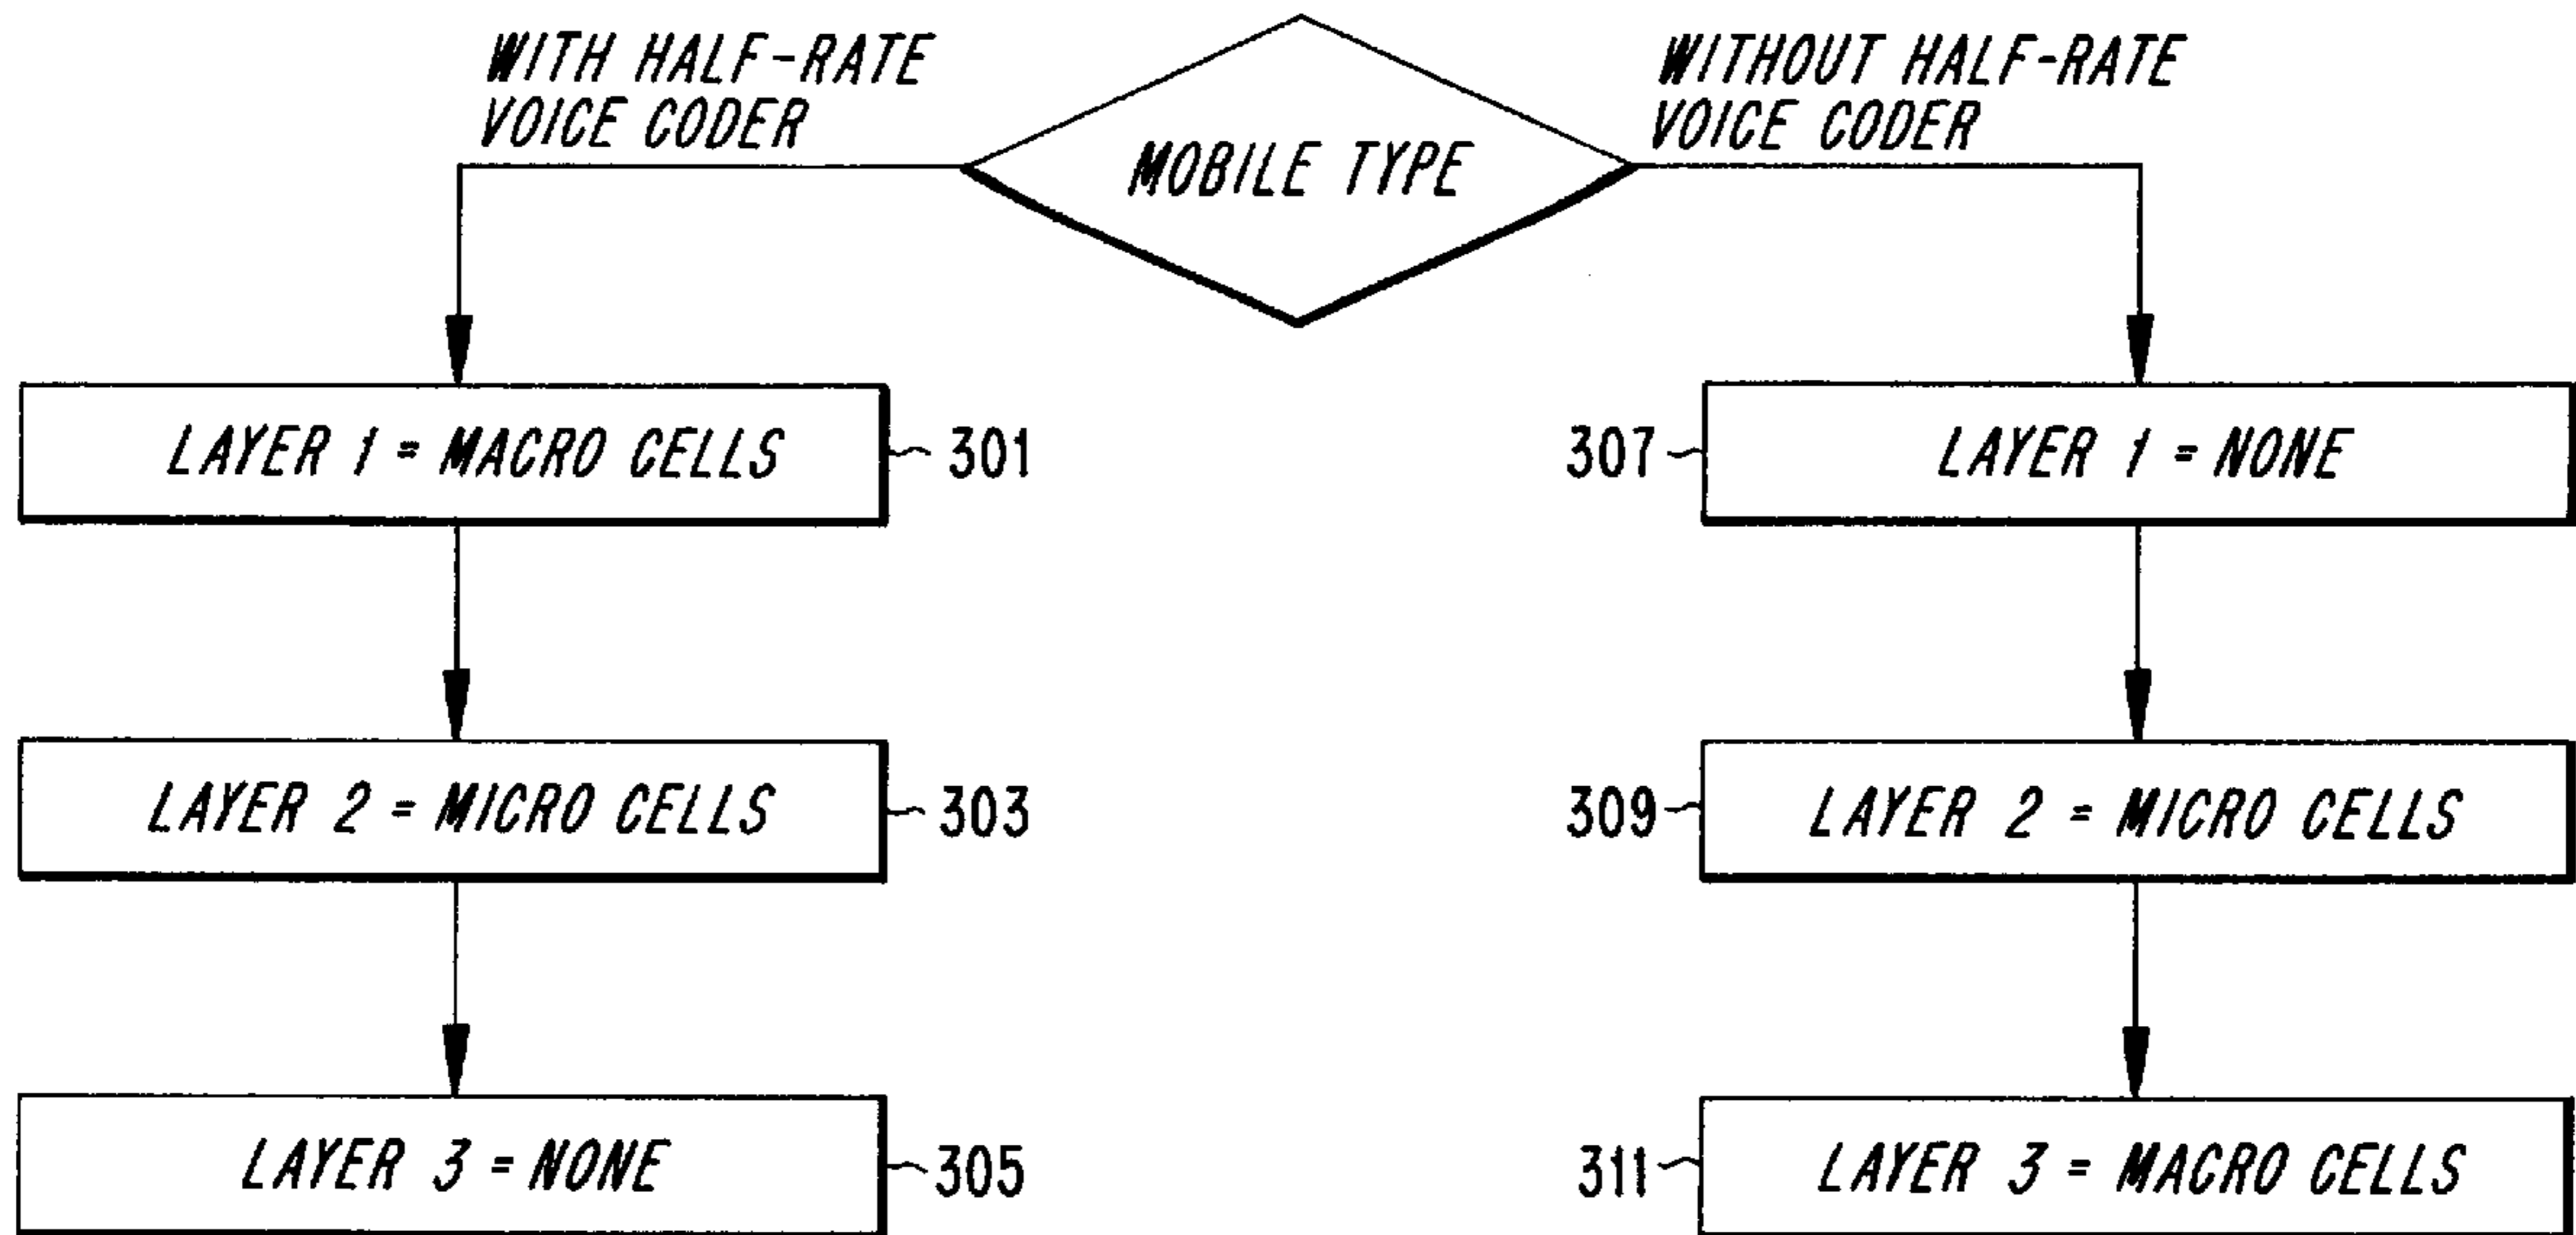 WITH HALF-RATE
VOICE CODER
MOBILE TYPE
WITHOUT HALF-RATE
VOICE CODER
LAYER 1 = MACRO CELLS
301
307
LAYER 1 = NONE
LAYER 2 = MICRO CELLS
303
309
LAYER 2 = MICRO CELLS
LAYER 3 = NONE
305
311
LAYER 3 = MACRO CELLS